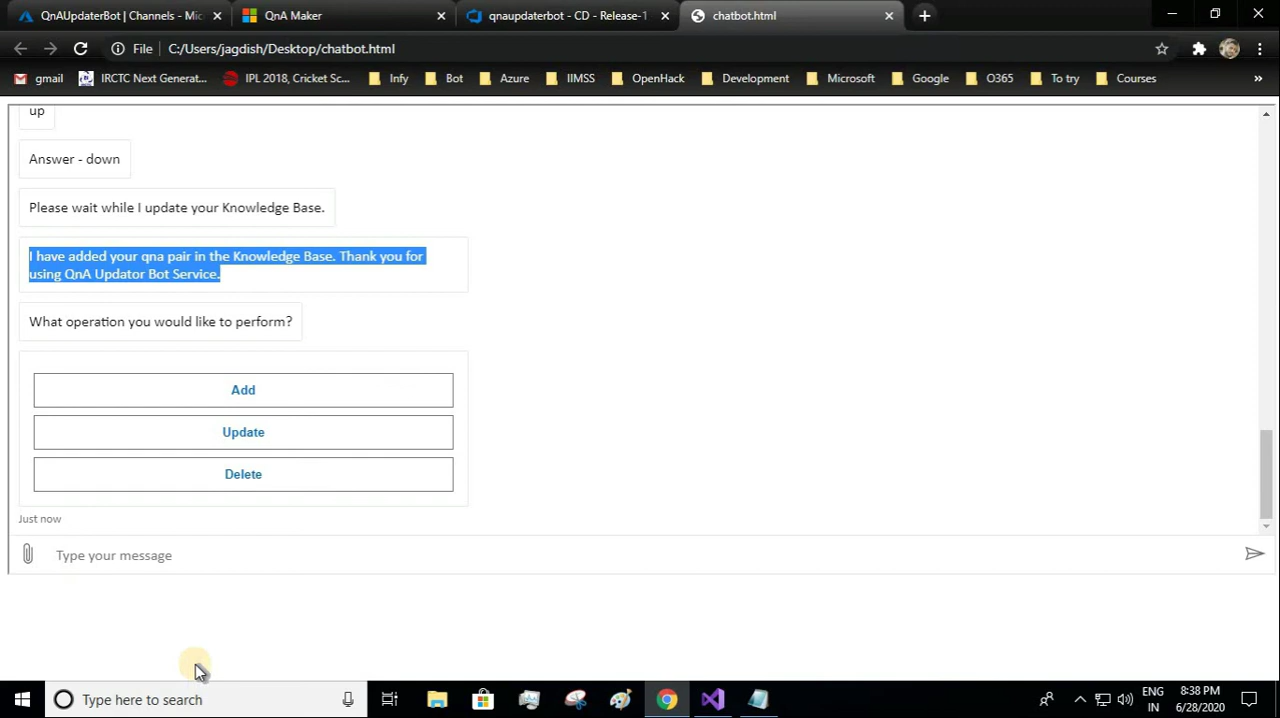 QnAUpdaterBot | Channels - Mic
QnA Maker
qnaupdaterbot - CD - Release-1
chatbot.html
File
C:/Users/jagdish/Desktop/chatbot.html
gmail
IRCTC Next Generat...
IPL 2018, Cricket Sc...
Infy
Bot
Azure
IIMSS
OpenHack
Development
Microsoft
Google
O365
To try
Courses
»
up
Answer - down
Please wait while I update your Knowledge Base.
I have added your qna pair in the Knowledge Base. Thank you for
using QnA Updator Bot Service.
What operation you would like to perform?
Add
Update
Delete
Just now
Type your message
Type here to search
ENG
IN
8:38 PM
6/28/2020